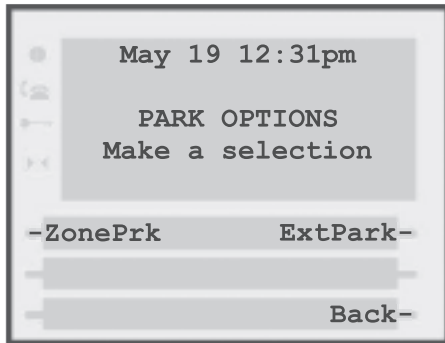 May 19 12:31pm
PARK OPTIONS
Make a selection
-ZonePrk ExtPark-
Back-